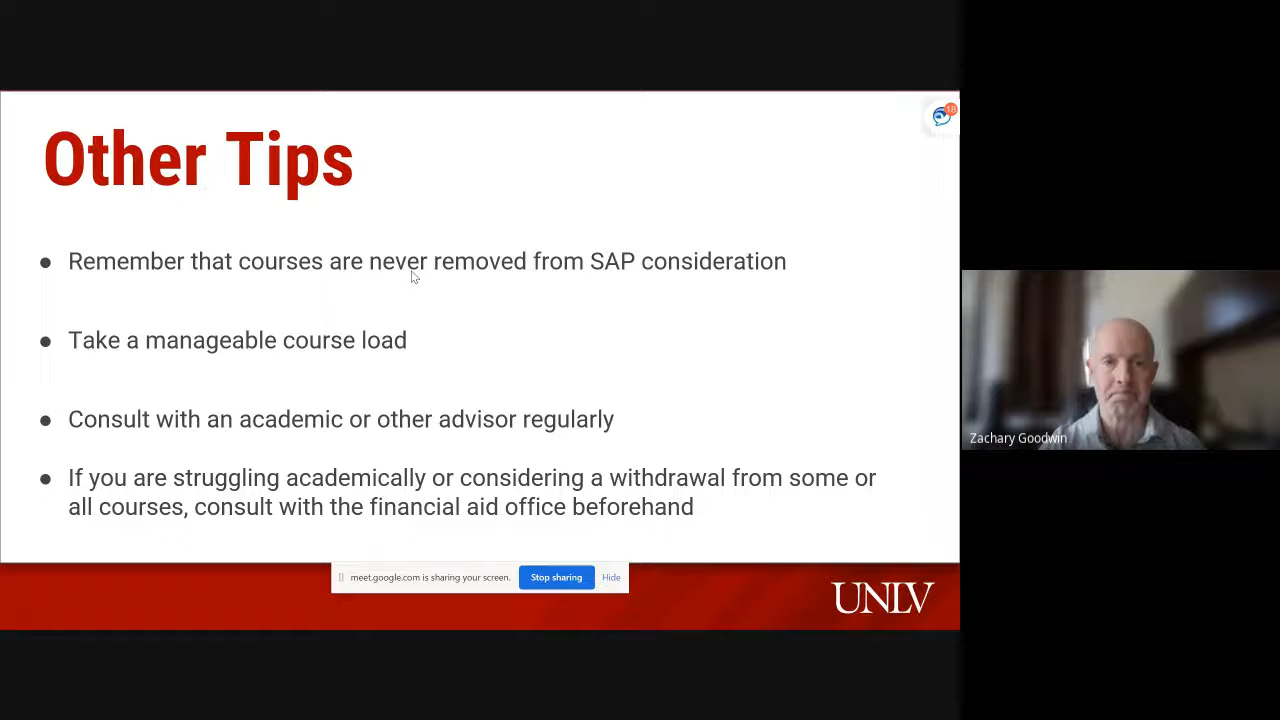 Other Tips
● Remember that courses are never removed from SAP consideration
● Take a manageable course load
● Consult with an academic or other advisor regularly
● If you are struggling academically or considering a withdrawal from some or
all courses, consult with the financial aid office beforehand
Zachary Goodwin
meet.google.com is sharing your screen. Stop sharing Hide
UNLV